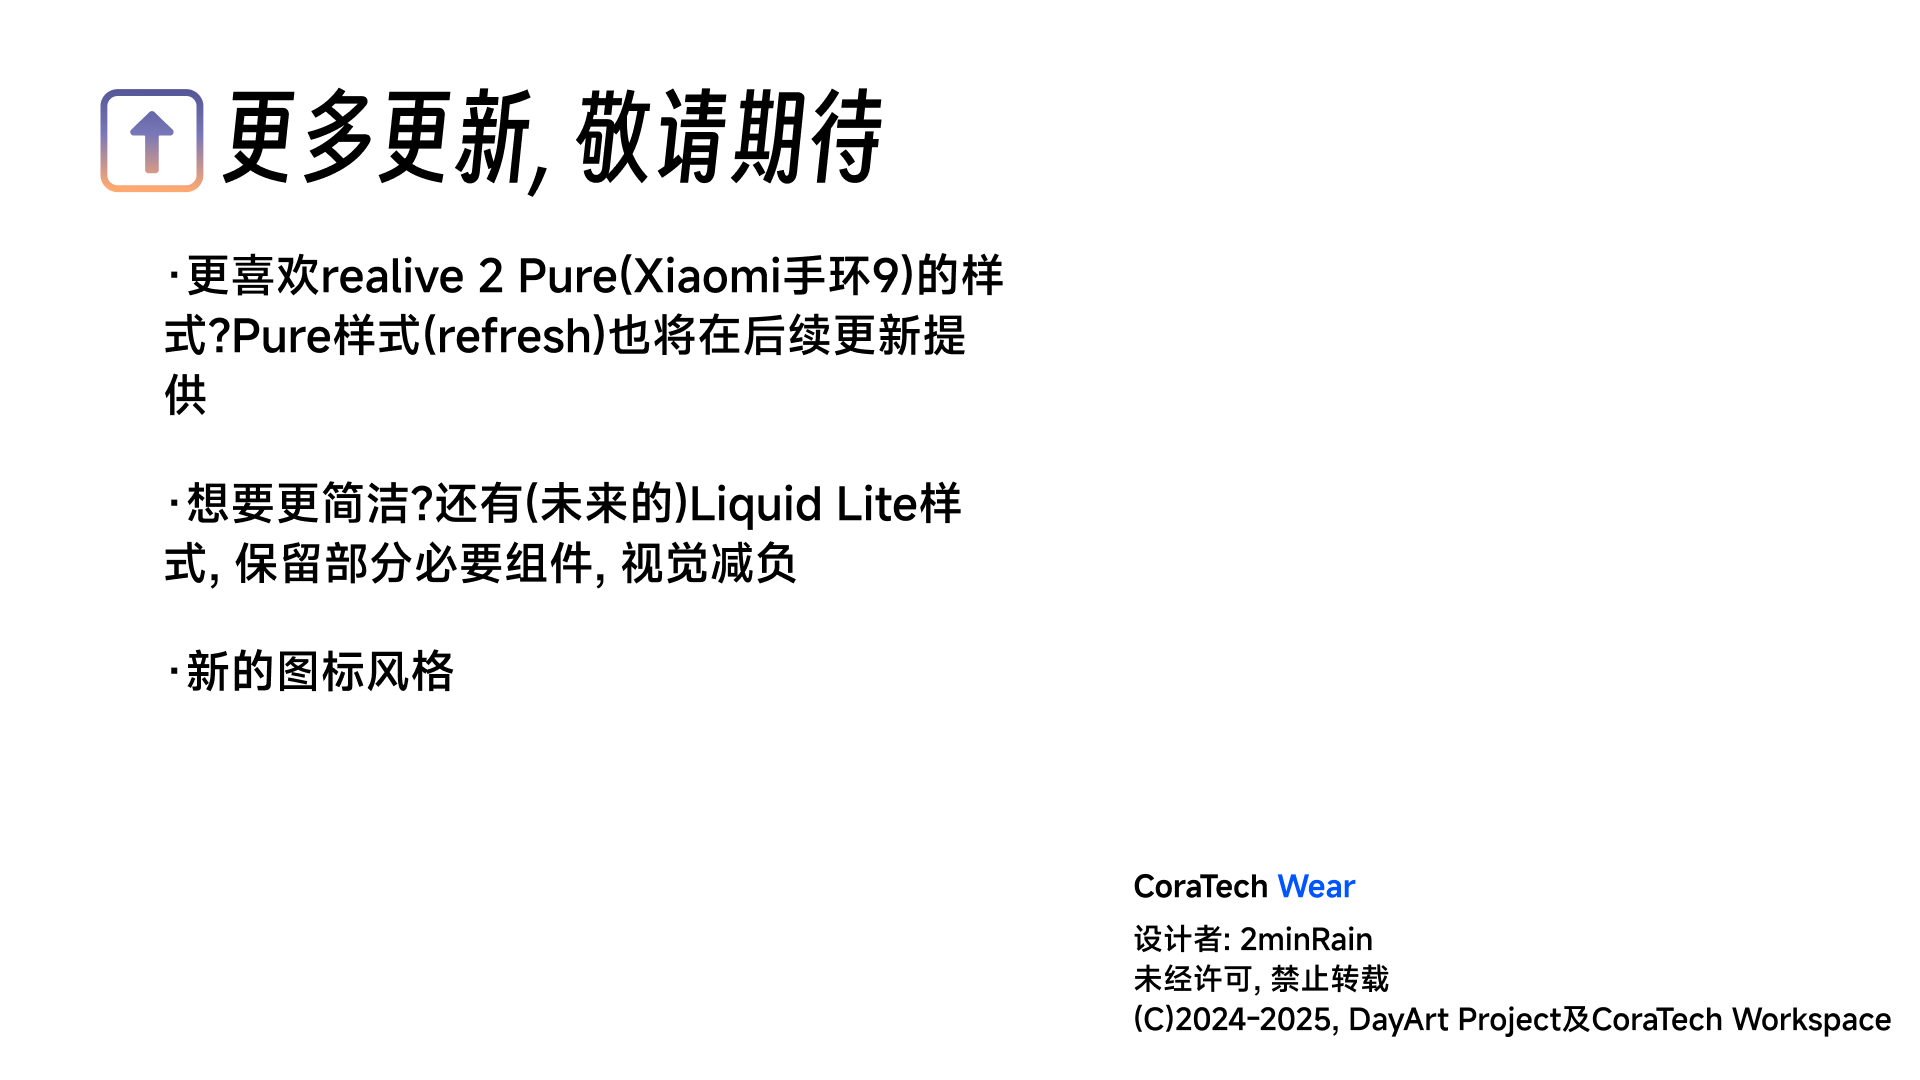 更多更新, 敬请期待
·更喜欢realive 2 Pure(Xiaomi手环9)的样
式?Pure样式(refresh)也将在后续更新提
供
·想要更简洁?还有(未来的)Liquid Lite样
式, 保留部分必要组件, 视觉减负
·新的图标风格
CoraTech Wear
设计者: 2minRain
未经许可, 禁止转载
(C)2024-2025, DayArt Project及CoraTech Workspace